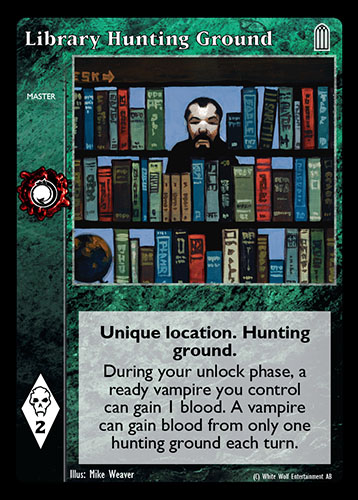 Library Hunting Ground
MASTER
ESK
Unique location. Hunting
ground.
During your unlock phase, a
ready vampire you control
can gain 1 blood. A vampire
can gain blood from only one
hunting ground each turn.
2
Illus: Mike Weaver
(C) White Wolf Entertainment AB